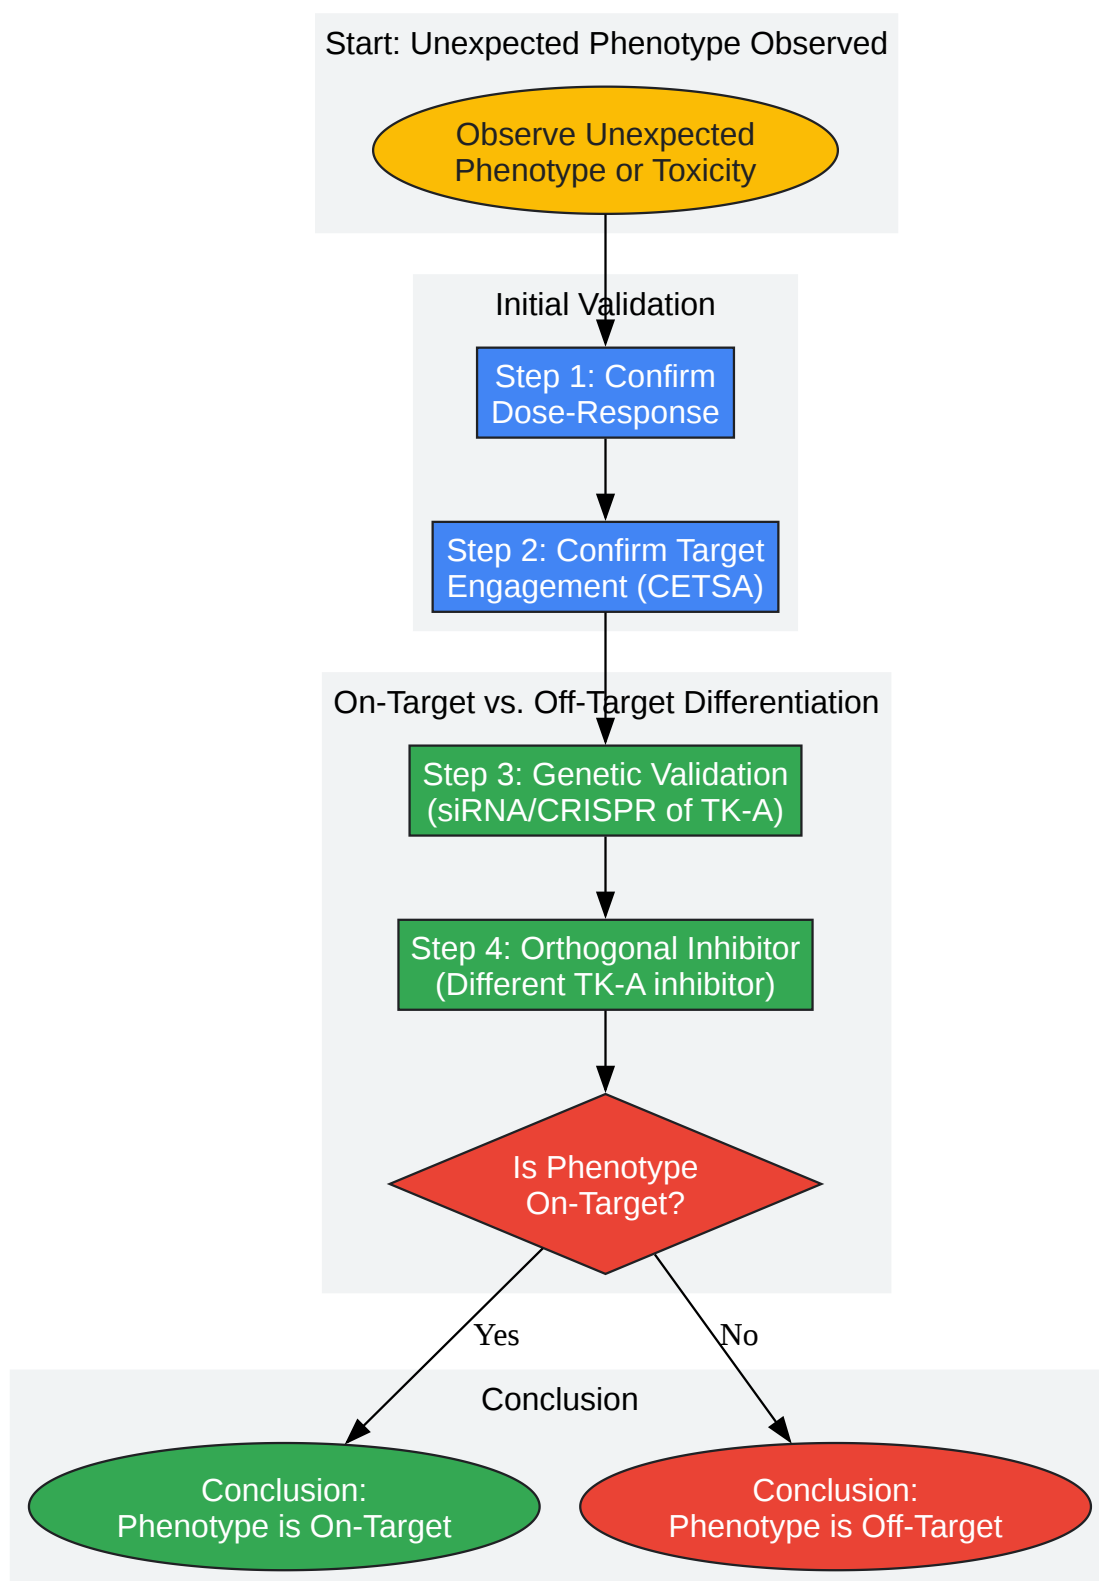 Start: Unexpected Phenotype Observed
Observe Unexpected
Phenotype or Toxicity
Initial Validation
Step 1: Confirm
Dose-Response
Step 2: Confirm Target
Engagement (CETSA)
On-Target vs. Off-Target Differentiation
Step 3: Genetic Validation
(siRNA/CRISPR of TK-A)
Step 4: Orthogonal Inhibitor
(Different TK-A inhibitor)
Is Phenotype
On-Target?
Yes
No
Conclusion
Conclusion:
Phenotype is On-Target
Conclusion:
Phenotype is Off-Target